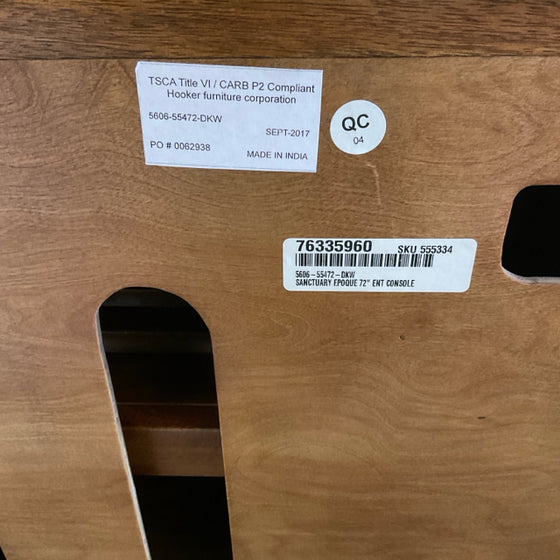 TSCA Title VI / CARB P2 Compliant
Hooker furniture corporation
5606-55472-DKW
SEPT-2017
PO # 0062938
MADE IN INDIA
QC
04
76335960 SKU 555334
5606-55472-DKW
SANCTUARY EPOQUE 72" ENT CONSOLE